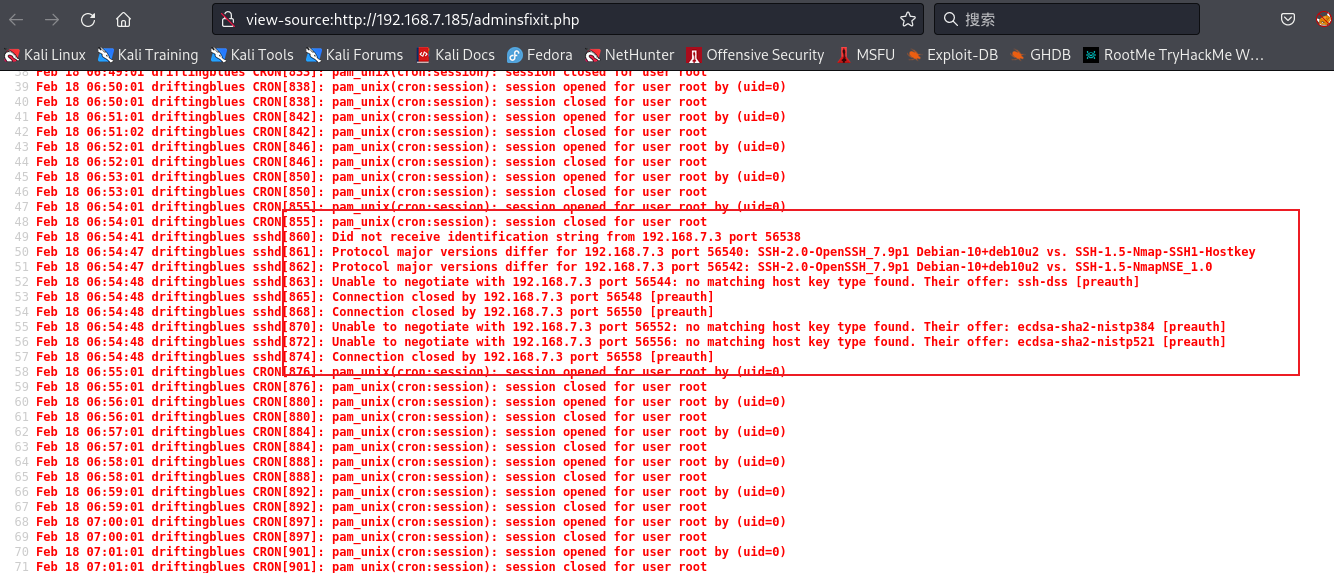 view-source:http://192.168.7.185/adminsfixit.php
搜索
Kali Linux Kali Training Kali Tools Kali Forums Kali Docs Fedora NetHunter Offensive Security MSFU Exploit-DB GHDB RootMe TryHackMe W…
38 Feb 18 06:49:01 driftingblues CRON[833]: pam_unix(cron:session): session closed for user root
39 Feb 18 06:50:01 driftingblues CRON[838]: pam_unix(cron:session): session opened for user root by (uid=0)
40 Feb 18 06:50:01 driftingblues CRON[838]: pam_unix(cron:session): session closed for user root
41 Feb 18 06:51:01 driftingblues CRON[842]: pam_unix(cron:session): session opened for user root by (uid=0)
42 Feb 18 06:51:02 driftingblues CRON[842]: pam_unix(cron:session): session closed for user root
43 Feb 18 06:52:01 driftingblues CRON[846]: pam_unix(cron:session): session opened for user root by (uid=0)
44 Feb 18 06:52:01 driftingblues CRON[846]: pam_unix(cron:session): session closed for user root
45 Feb 18 06:53:01 driftingblues CRON[850]: pam_unix(cron:session): session opened for user root by (uid=0)
46 Feb 18 06:53:01 driftingblues CRON[850]: pam_unix(cron:session): session closed for user root
47 Feb 18 06:54:01 driftingblues CRON[855]: pam_unix(cron:session): session opened for user root by (uid=0)
48 Feb 18 06:54:01 driftingblues CRON[855]: pam_unix(cron:session): session closed for user root
49 Feb 18 06:54:41 driftingblues sshd[860]: Did not receive identification string from 192.168.7.3 port 56538
50 Feb 18 06:54:47 driftingblues sshd[861]: Protocol major versions differ for 192.168.7.3 port 56540: SSH-2.0-OpenSSH_7.9p1 Debian-10+deb10u2 vs. SSH-1.5-Nmap-SSH1-Hostkey
51 Feb 18 06:54:47 driftingblues sshd[862]: Protocol major versions differ for 192.168.7.3 port 56542: SSH-2.0-OpenSSH_7.9p1 Debian-10+deb10u2 vs. SSH-1.5-NmapNSE_1.0
52 Feb 18 06:54:48 driftingblues sshd[863]: Unable to negotiate with 192.168.7.3 port 56544: no matching host key type found. Their offer: ssh-dss [preauth]
53 Feb 18 06:54:48 driftingblues sshd[865]: Connection closed by 192.168.7.3 port 56548 [preauth]
54 Feb 18 06:54:48 driftingblues sshd[868]: Connection closed by 192.168.7.3 port 56550 [preauth]
55 Feb 18 06:54:48 driftingblues sshd[870]: Unable to negotiate with 192.168.7.3 port 56552: no matching host key type found. Their offer: ecdsa-sha2-nistp384 [preauth]
56 Feb 18 06:54:48 driftingblues sshd[872]: Unable to negotiate with 192.168.7.3 port 56556: no matching host key type found. Their offer: ecdsa-sha2-nistp521 [preauth]
57 Feb 18 06:54:48 driftingblues sshd[874]: Connection closed by 192.168.7.3 port 56558 [preauth]
58 Feb 18 06:55:01 driftingblues CRON[876]: pam_unix(cron:session): session opened for user root by (uid=0)
59 Feb 18 06:55:01 driftingblues CRON[876]: pam_unix(cron:session): session closed for user root
60 Feb 18 06:56:01 driftingblues CRON[880]: pam_unix(cron:session): session opened for user root by (uid=0)
61 Feb 18 06:56:01 driftingblues CRON[880]: pam_unix(cron:session): session closed for user root
62 Feb 18 06:57:01 driftingblues CRON[884]: pam_unix(cron:session): session opened for user root by (uid=0)
63 Feb 18 06:57:01 driftingblues CRON[884]: pam_unix(cron:session): session closed for user root
64 Feb 18 06:58:01 driftingblues CRON[888]: pam_unix(cron:session): session opened for user root by (uid=0)
65 Feb 18 06:58:01 driftingblues CRON[888]: pam_unix(cron:session): session closed for user root
66 Feb 18 06:59:01 driftingblues CRON[892]: pam_unix(cron:session): session opened for user root by (uid=0)
67 Feb 18 06:59:01 driftingblues CRON[892]: pam_unix(cron:session): session closed for user root
68 Feb 18 07:00:01 driftingblues CRON[897]: pam_unix(cron:session): session opened for user root by (uid=0)
69 Feb 18 07:00:01 driftingblues CRON[897]: pam_unix(cron:session): session closed for user root
70 Feb 18 07:01:01 driftingblues CRON[901]: pam_unix(cron:session): session opened for user root by (uid=0)
71 Feb 18 07:01:01 driftingblues CRON[901]: pam_unix(cron:session): session closed for user root